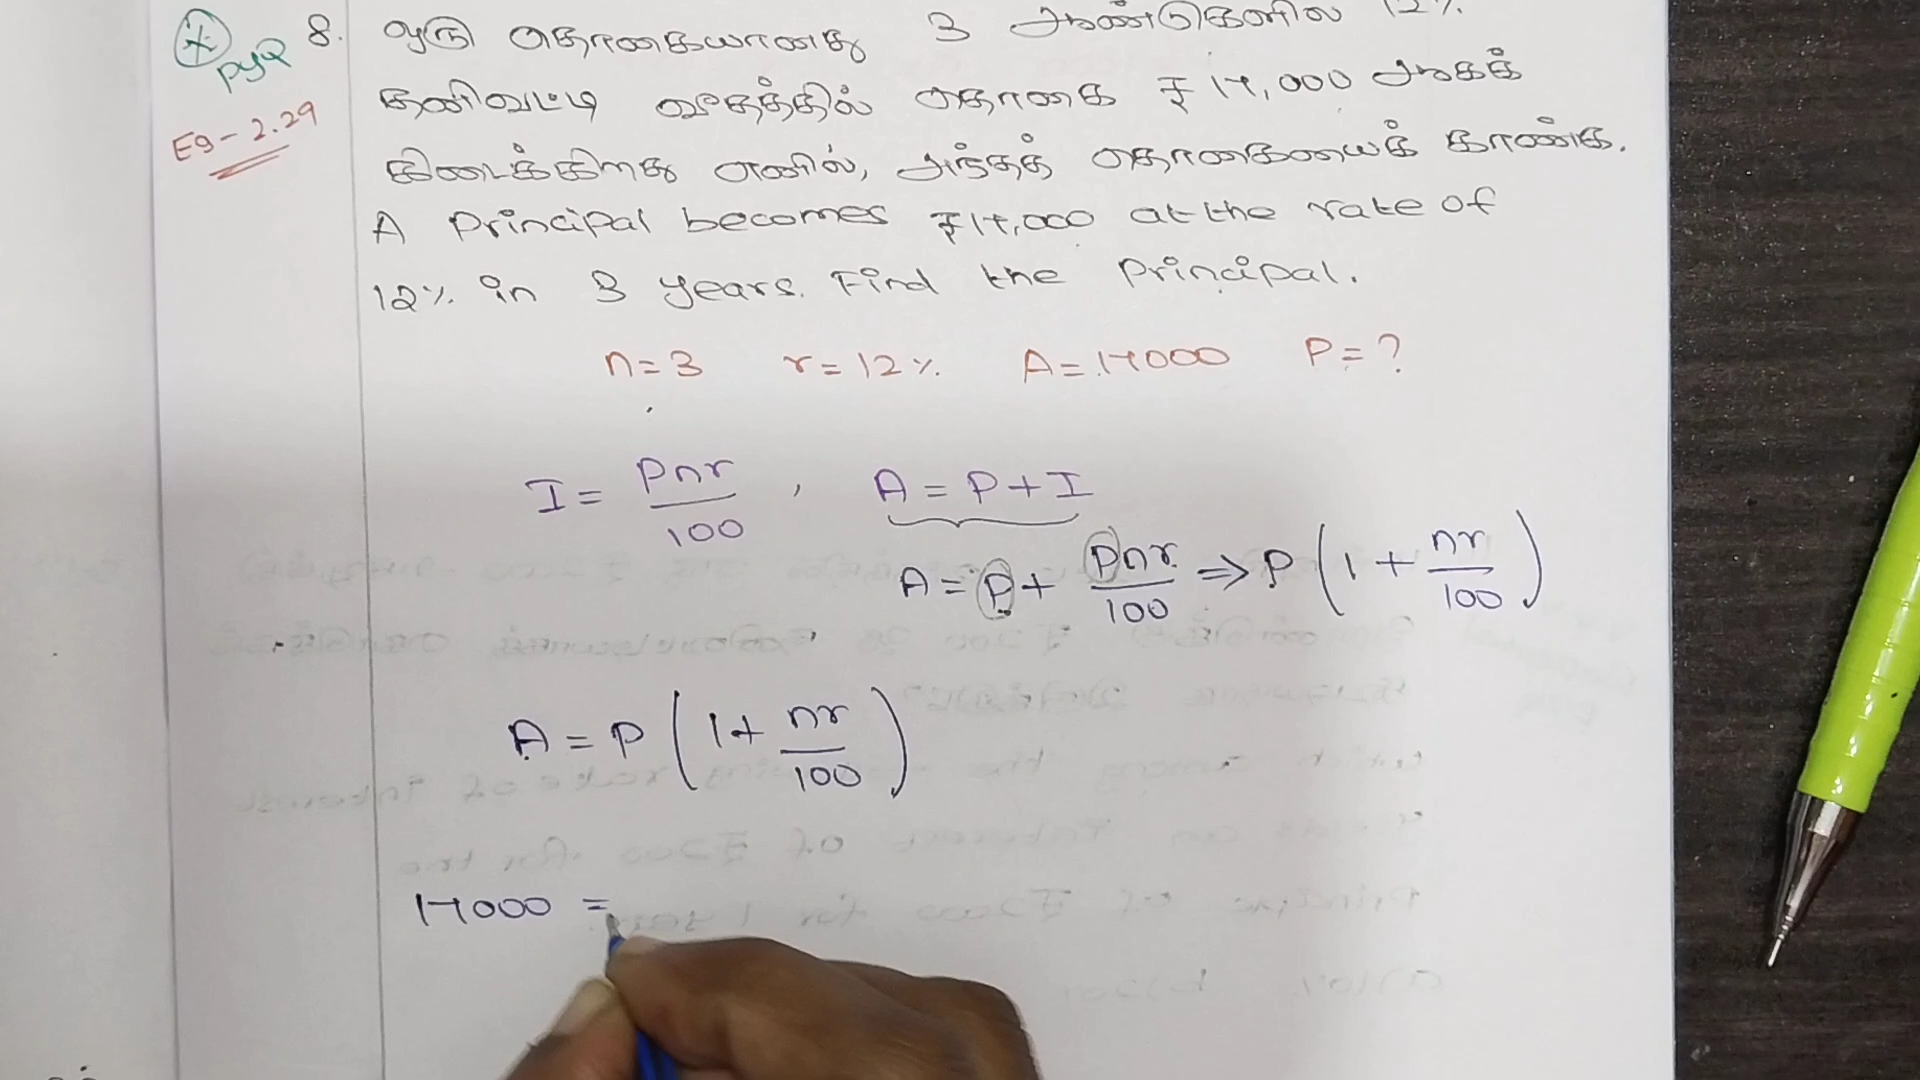 PYQ 8. ஒரு தொகையானது 3 ஆண்டுகளில் 12%
Eg-2.29
தனிவட்டி வீதத்தில் தொகை ₹17,000 ஆகக்
கிடைக்கிறது எனில், அந்தத் தொகையைக் காண்க.
A Principal becomes ₹17,000 at the rate of
12% in 3 years. Find the Principal.
n=3 r=12% A=17000 P=?
I = Pnr/100 , A = P+I
A = P + Pnr/100 ⇒ P (1 + nr/100)
A = P (1+ nr/100)
17000 =